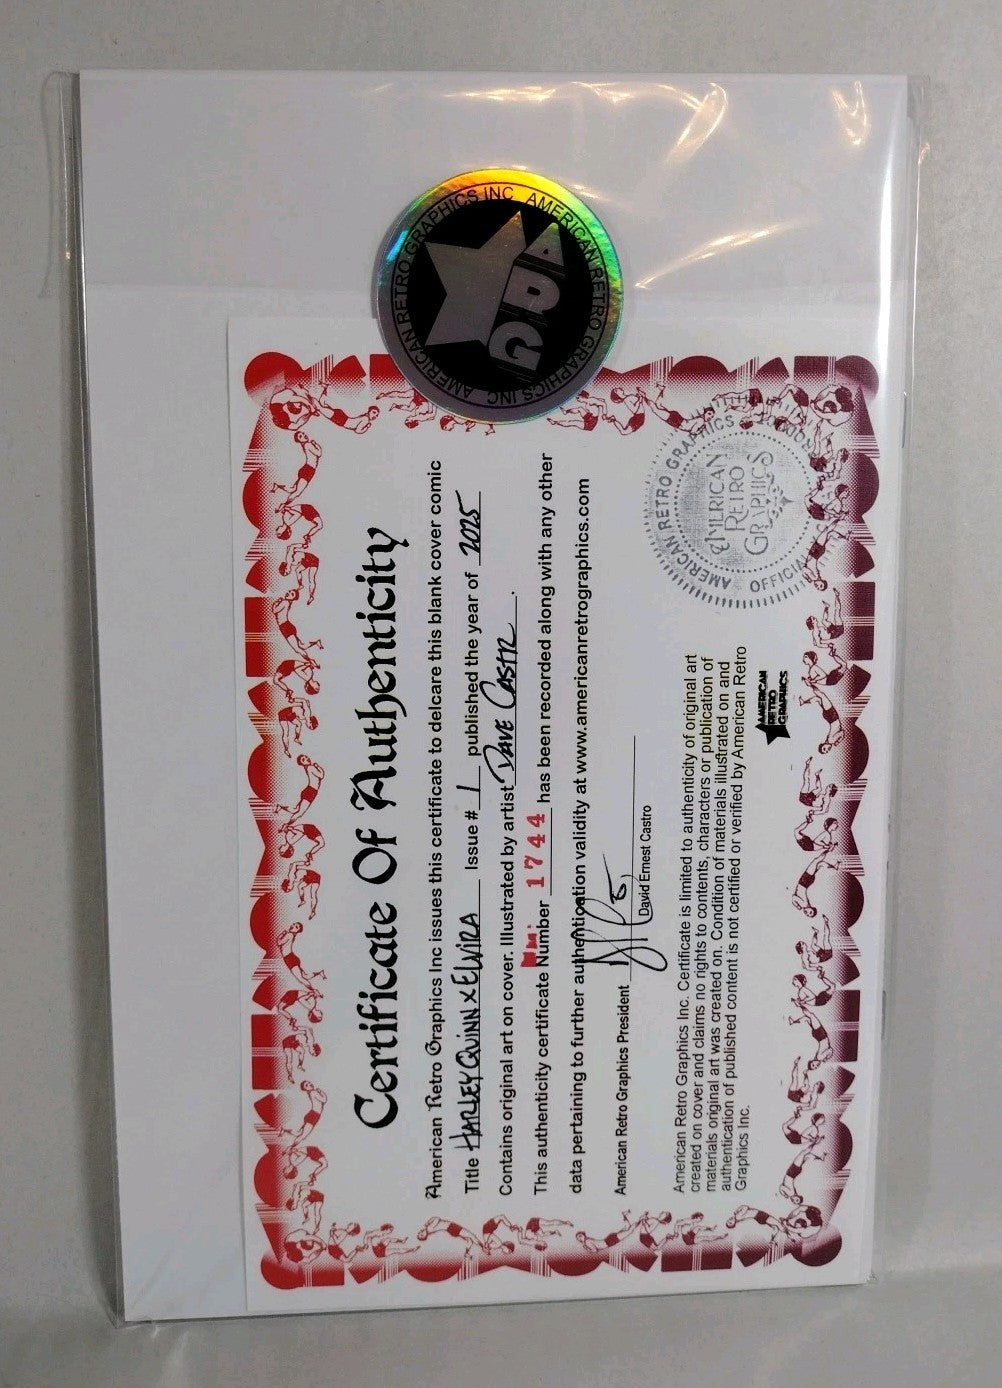 AMERICAN RETRO GRAPHICS INC AMERICAN RETRO GRAPHICS INC
ARG
Certificate Of Authenticity
American Retro Graphics Inc issues this certificate to delcare this blank cover comic
Title HARLEY QUINN X ELVIRA Issue # 1 published the year of 2025
Contains original art on cover. Illustrated by artist DAVE CASTR.
This authenticity certificate Number 1744 has been recorded along with any other
data pertaining to further authentication validity at www.americanretrographics.com
American Retro Graphics President
David Ernest Castro
American Retro Graphics Inc. Certificate is limited to authenticity of original art
created on cover and claims no rights to contents, characters or publication of
materials original art was created on. Condition of materials illustrated on and
authentication of published content is not certified or verified by American Retro
Graphics Inc.
AMERICAN
RETRO
GRAPHICS
AMERICAN RETRO GRAPHICS
OFFICIAL
AMERICAN
RETRO
GRAPHICS